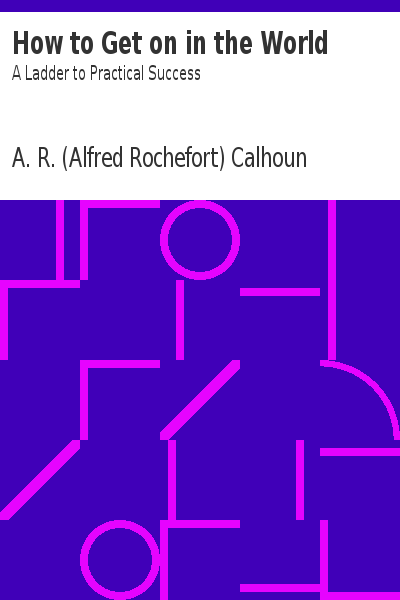 How to Get on in the World
A Ladder to Practical Success
A. R. (Alfred Rochefort) Calhoun